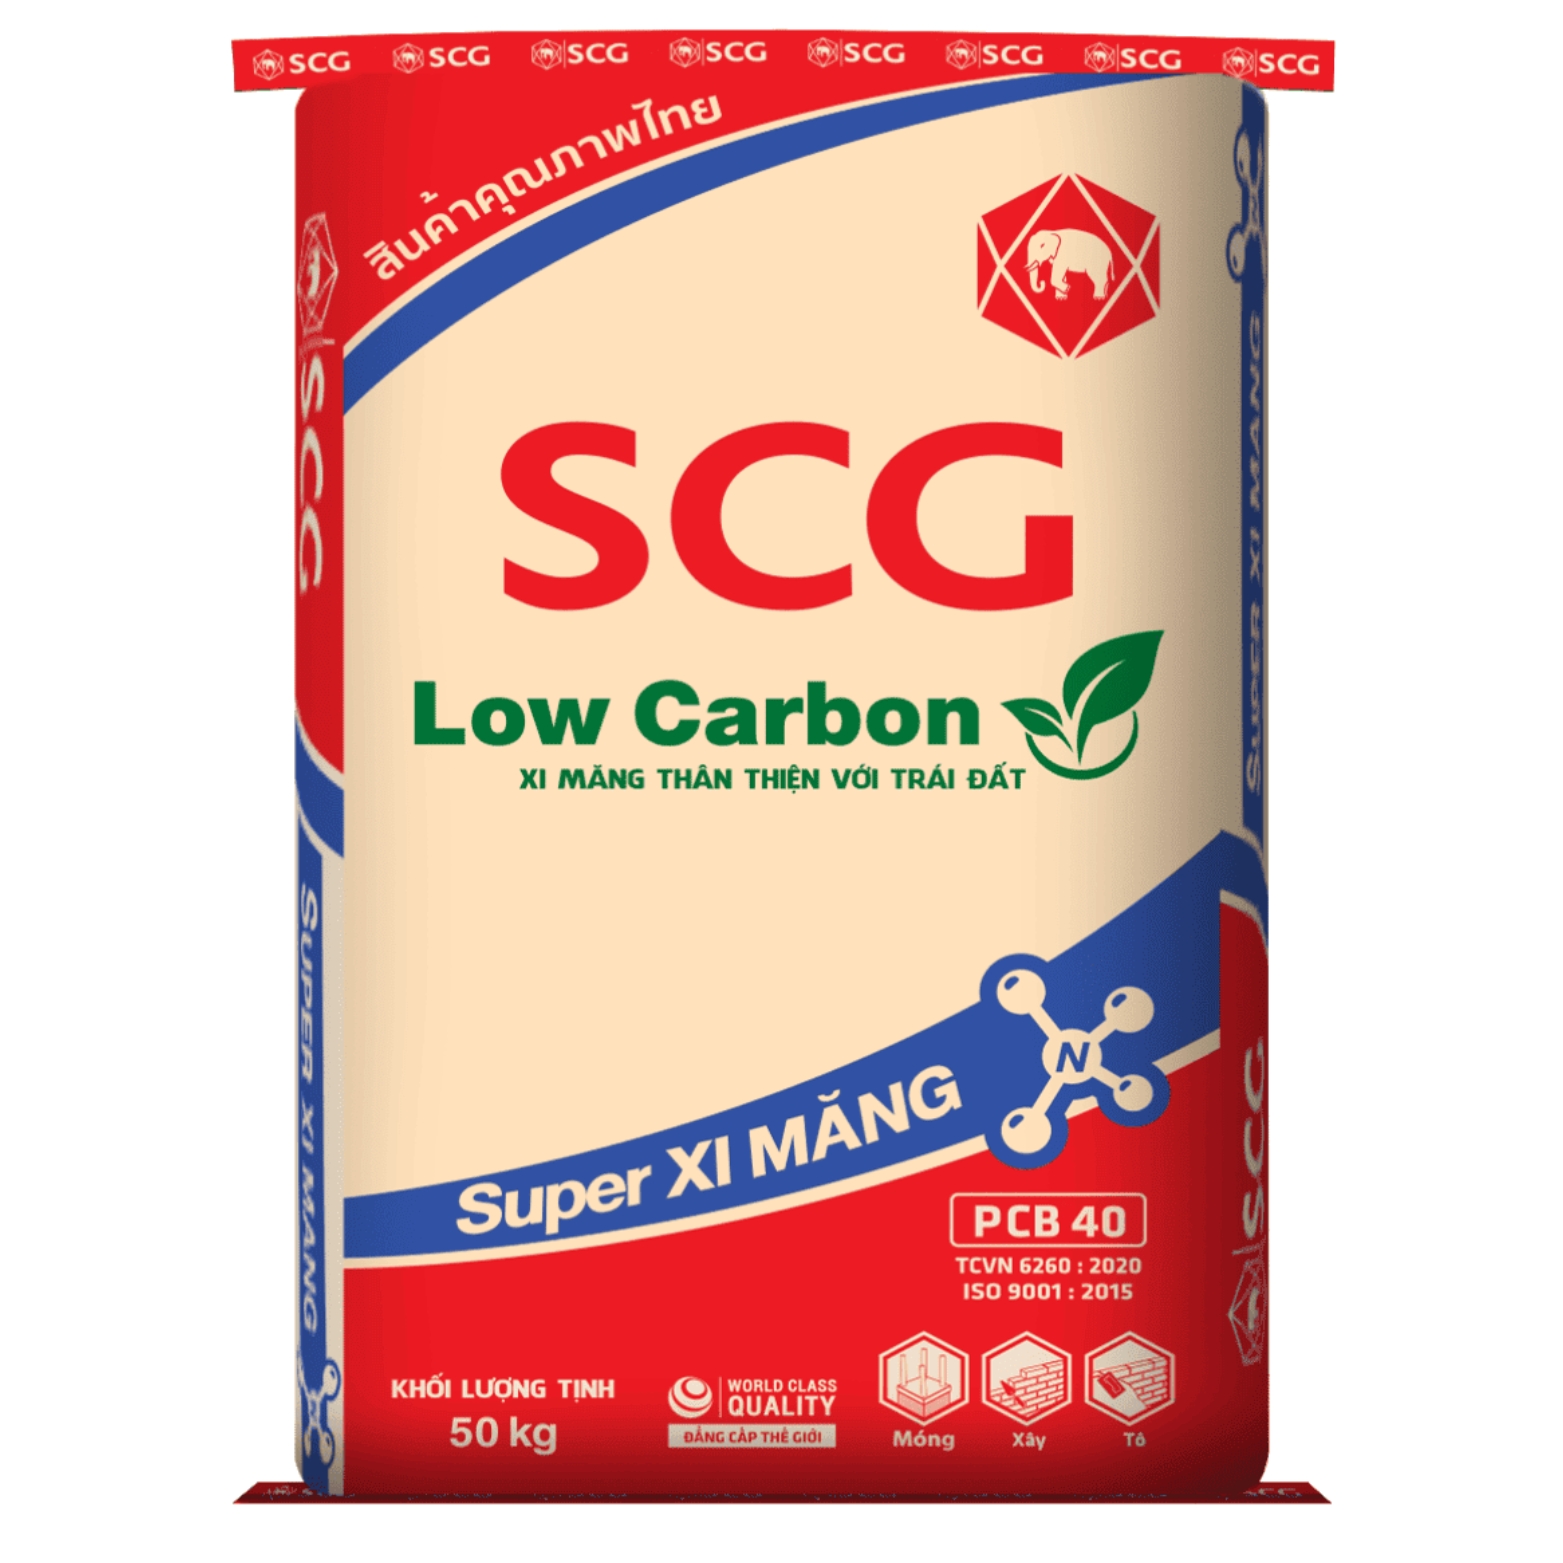 SCG SCG SCG SCG SCG SCG SCG SCG
สินค้าคุณภาพไทย
SCG
Low Carbon
XI MĂNG THÂN THIỆN VỚI TRÁI ĐẤT
Super XI MĂNG
N
PCB 40
TCVN 6260 : 2020
ISO 9001 : 2015
KHỐI LƯỢNG TỊNH
50 kg
WORLD CLASS
QUALITY
ĐẲNG CẤP THẾ GIỚI
Móng
Xây
Tô
SCG
SUPER XI MANG
SUPER XI MANG
SCG